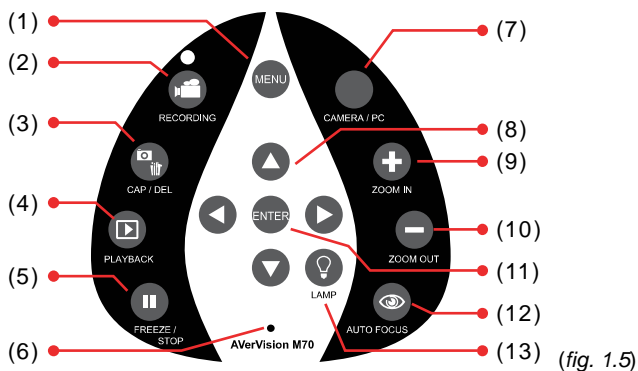 (1)
(2)
(3)
(4)
(5)
(6)
MENU
RECORDING
CAP / DEL
PLAYBACK
FREEZE /
STOP
ENTER
LAMP
AVerVision M70
CAMERA / PC
ZOOM IN
ZOOM OUT
AUTO FOCUS
(7)
(8)
(9)
(10)
(11)
(12)
(13)
(fig. 1.5)